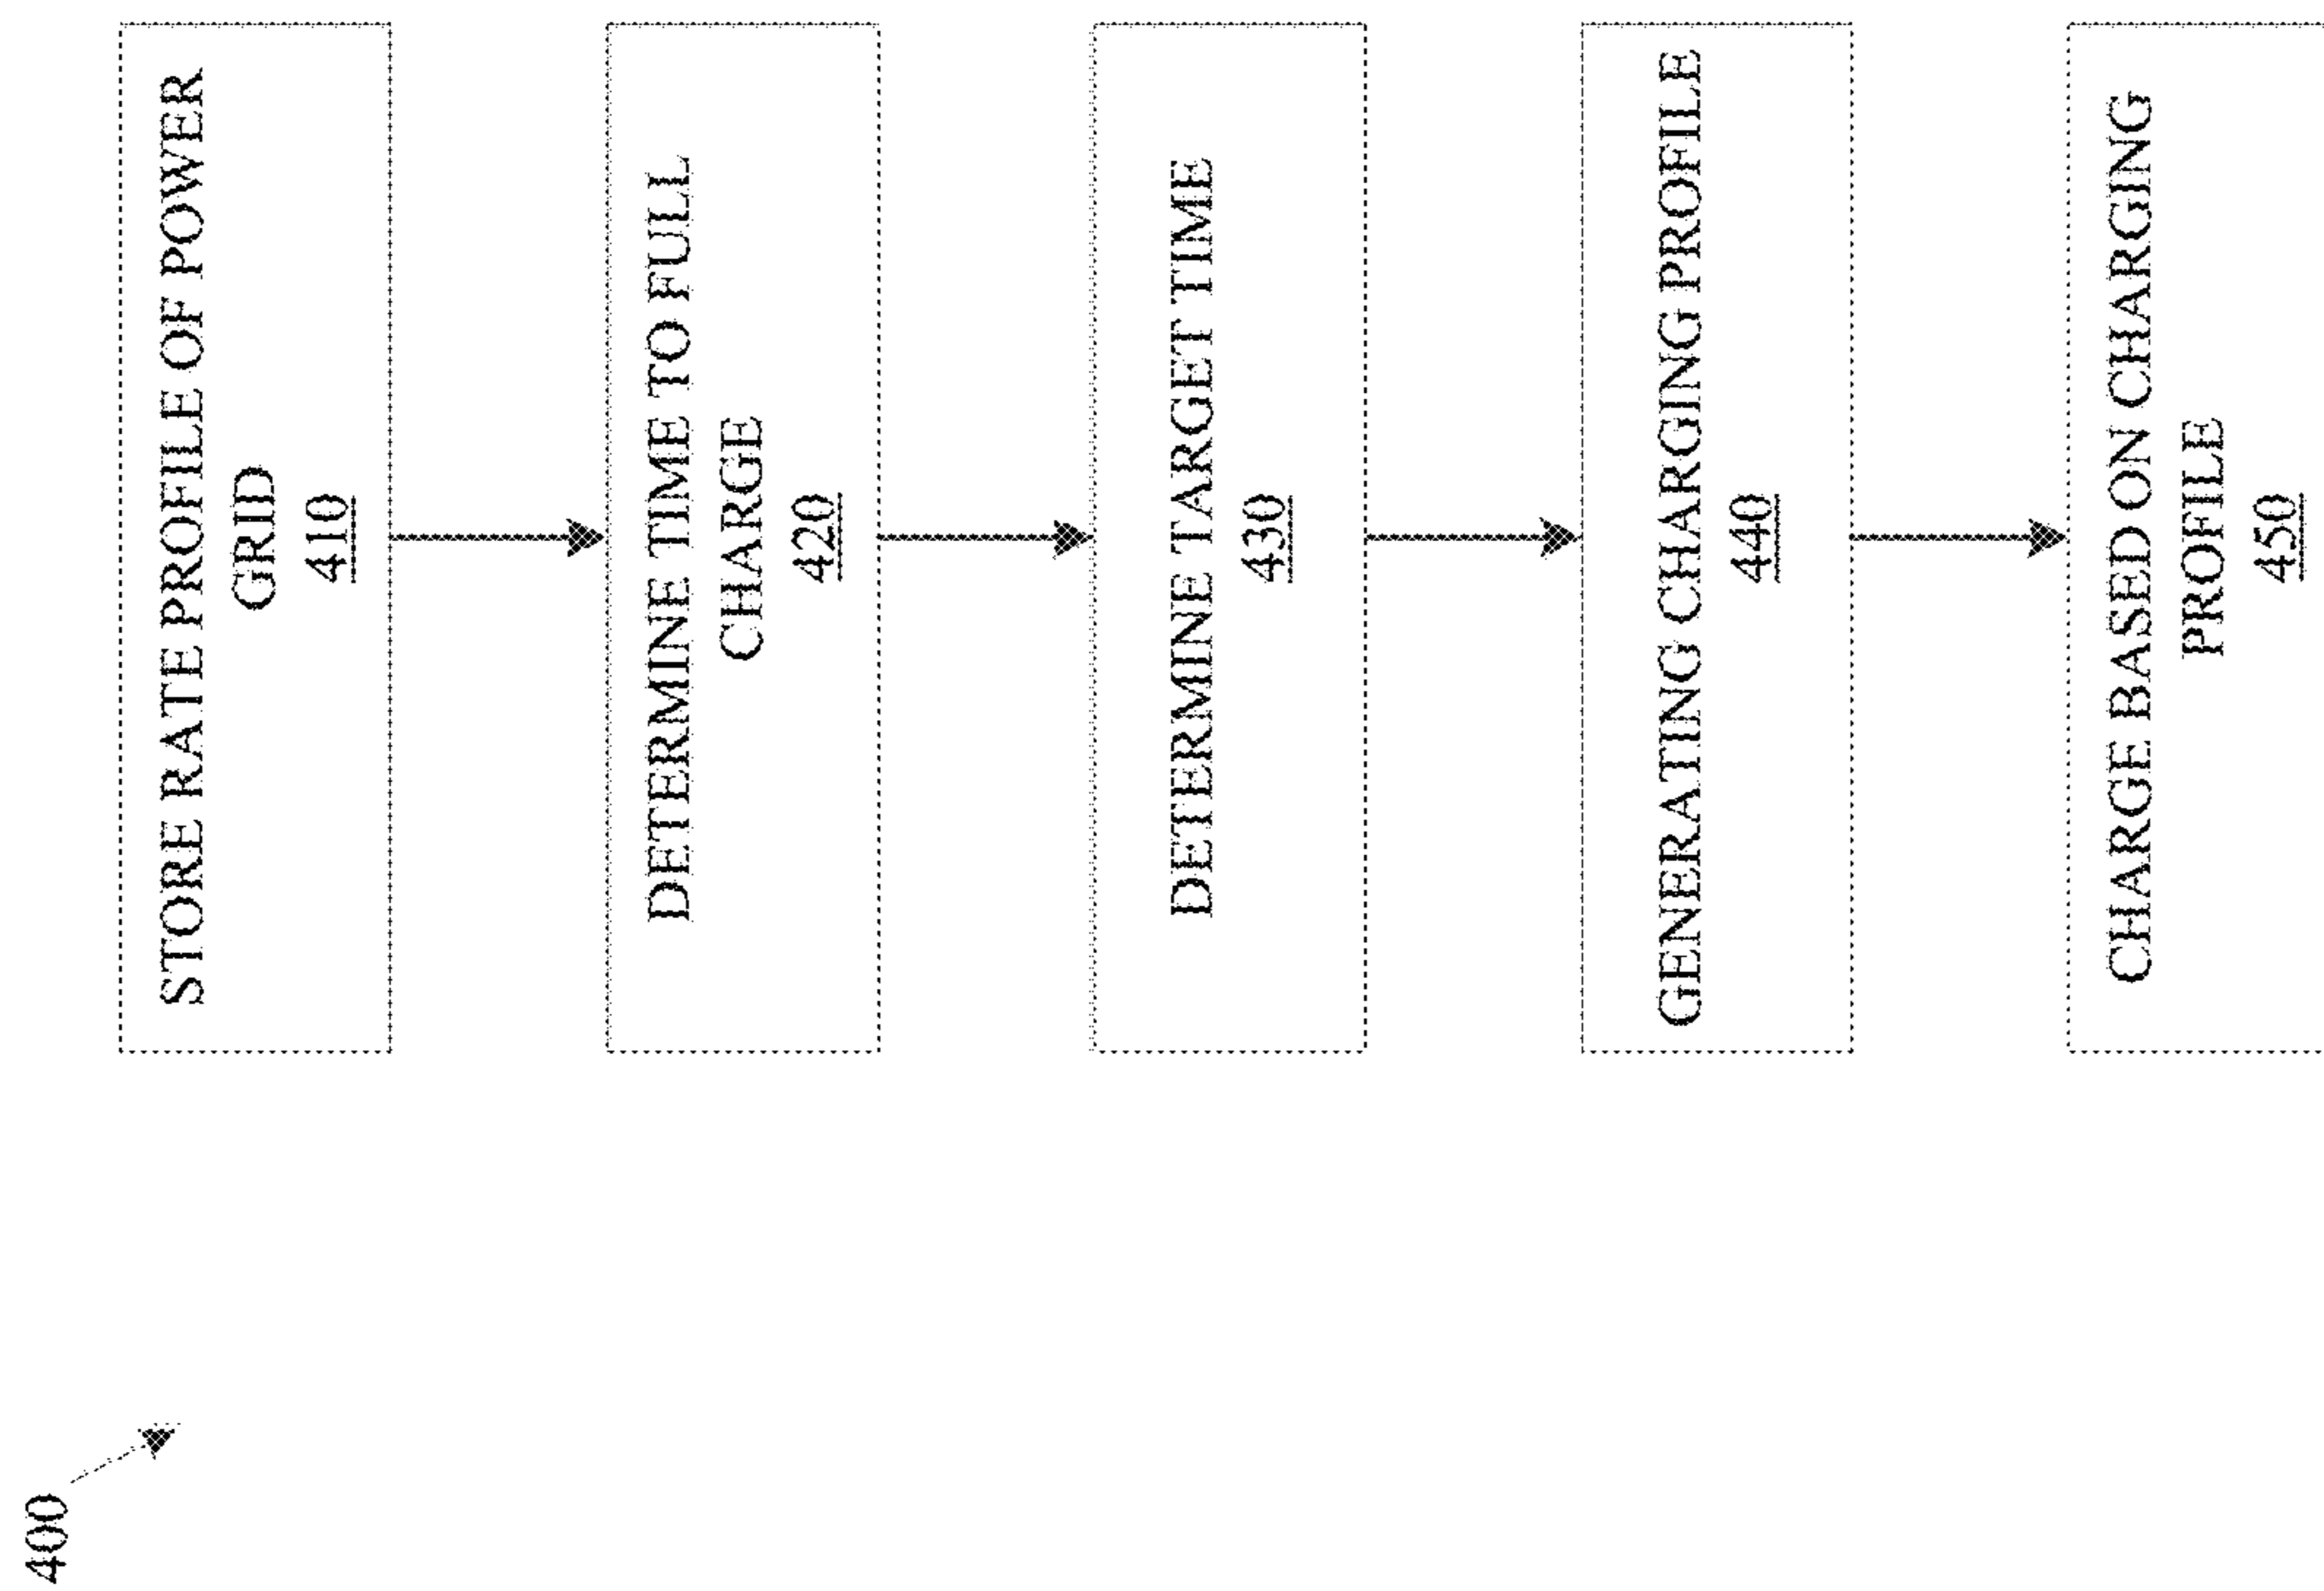 400
STORE RATE PROFILE OF POWER
GRID
410
DETERMINE TIME TO FULL
CHARGE
420
DETERMINE TARGET TIME
430
GENERATING CHARGING PROFILE
440
CHARGE BASED ON CHARGING
PROFILE
450